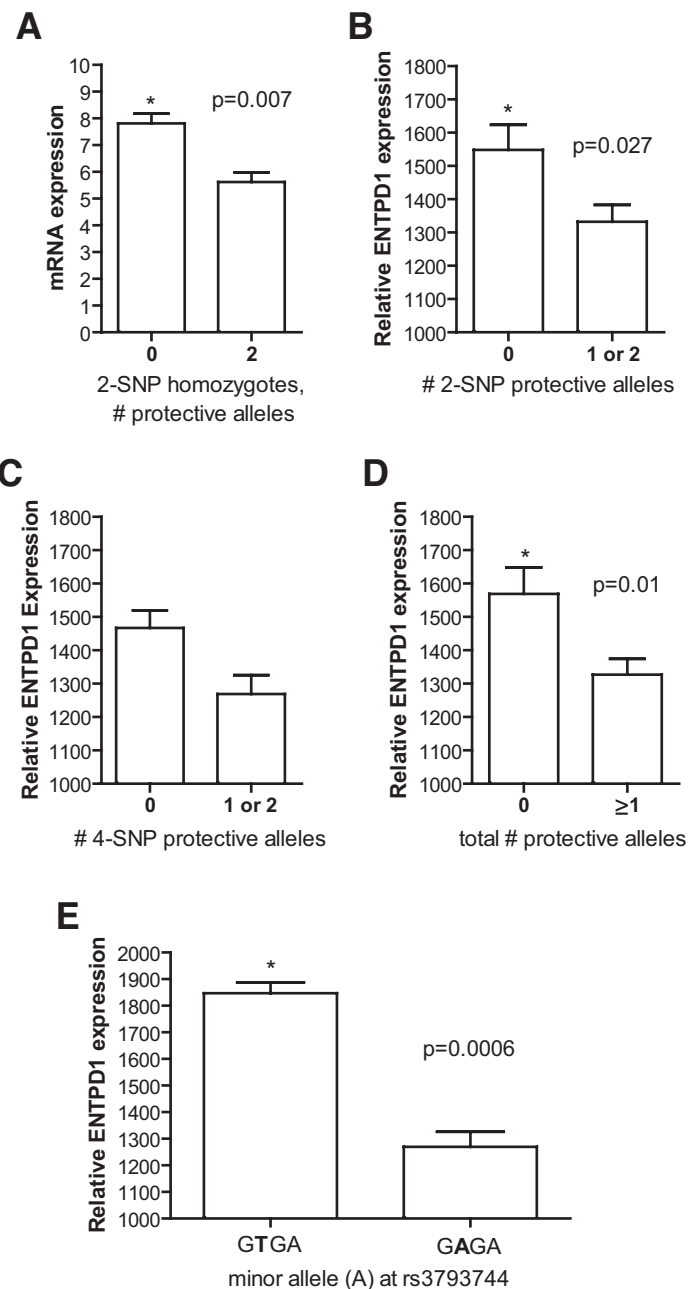 A
mRNA expression
10
9
8
7
6
5
4
3
2
1
0
*
p=0.007
0
2
2-SNP homozygotes,
# protective alleles
B
Relative ENTPD1 expression
1800
1700
1600
1500
1400
1300
1200
1100
1000
*
p=0.027
0
1 or 2
# 2-SNP protective alleles
C
Relative ENTPD1 Expression
1800
1700
1600
1500
1400
1300
1200
1100
1000
0
1 or 2
# 4-SNP protective alleles
D
Relative ENTPD1 expression
1800
1700
1600
1500
1400
1300
1200
1100
1000
*
p=0.01
0
≥1
total # protective alleles
E
Relative ENTPD1 expression
2000
1900
1800
1700
1600
1500
1400
1300
1200
1100
1000
*
p=0.0006
GTGA
GAGA
minor allele (A) at rs3793744